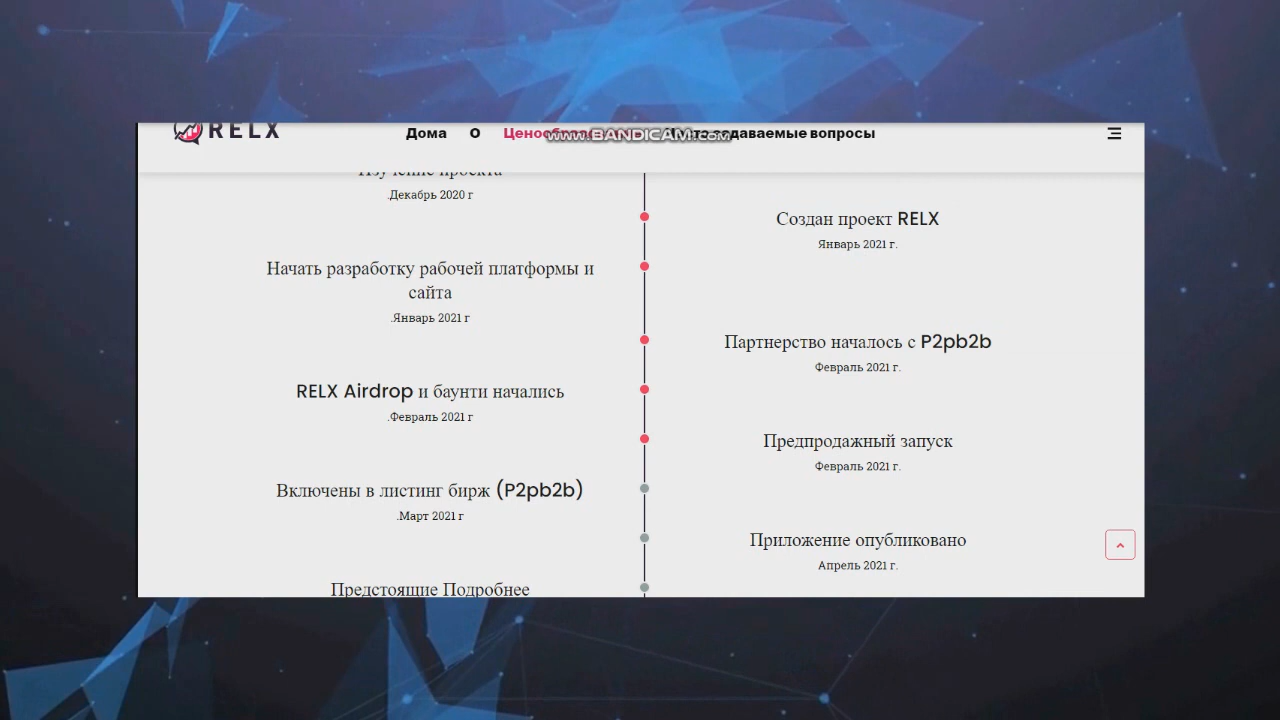 RELX
Дома О
www.BANDICAM.com
вопросы
Изучение проекта
.Декабрь 2020 г
Создан проект RELX
Январь 2021 г.
Начать разработку рабочей платформы и
сайта
.Январь 2021 г
Партнерство началось с P2pb2b
Февраль 2021 г.
RELX Airdrop и баунти начались
.Февраль 2021 г
Предпродажный запуск
Февраль 2021 г.
Включены в листинг бирж (P2pb2b)
.Март 2021 г
Приложение опубликовано
Апрель 2021 г.
Предстоящие Подробнее